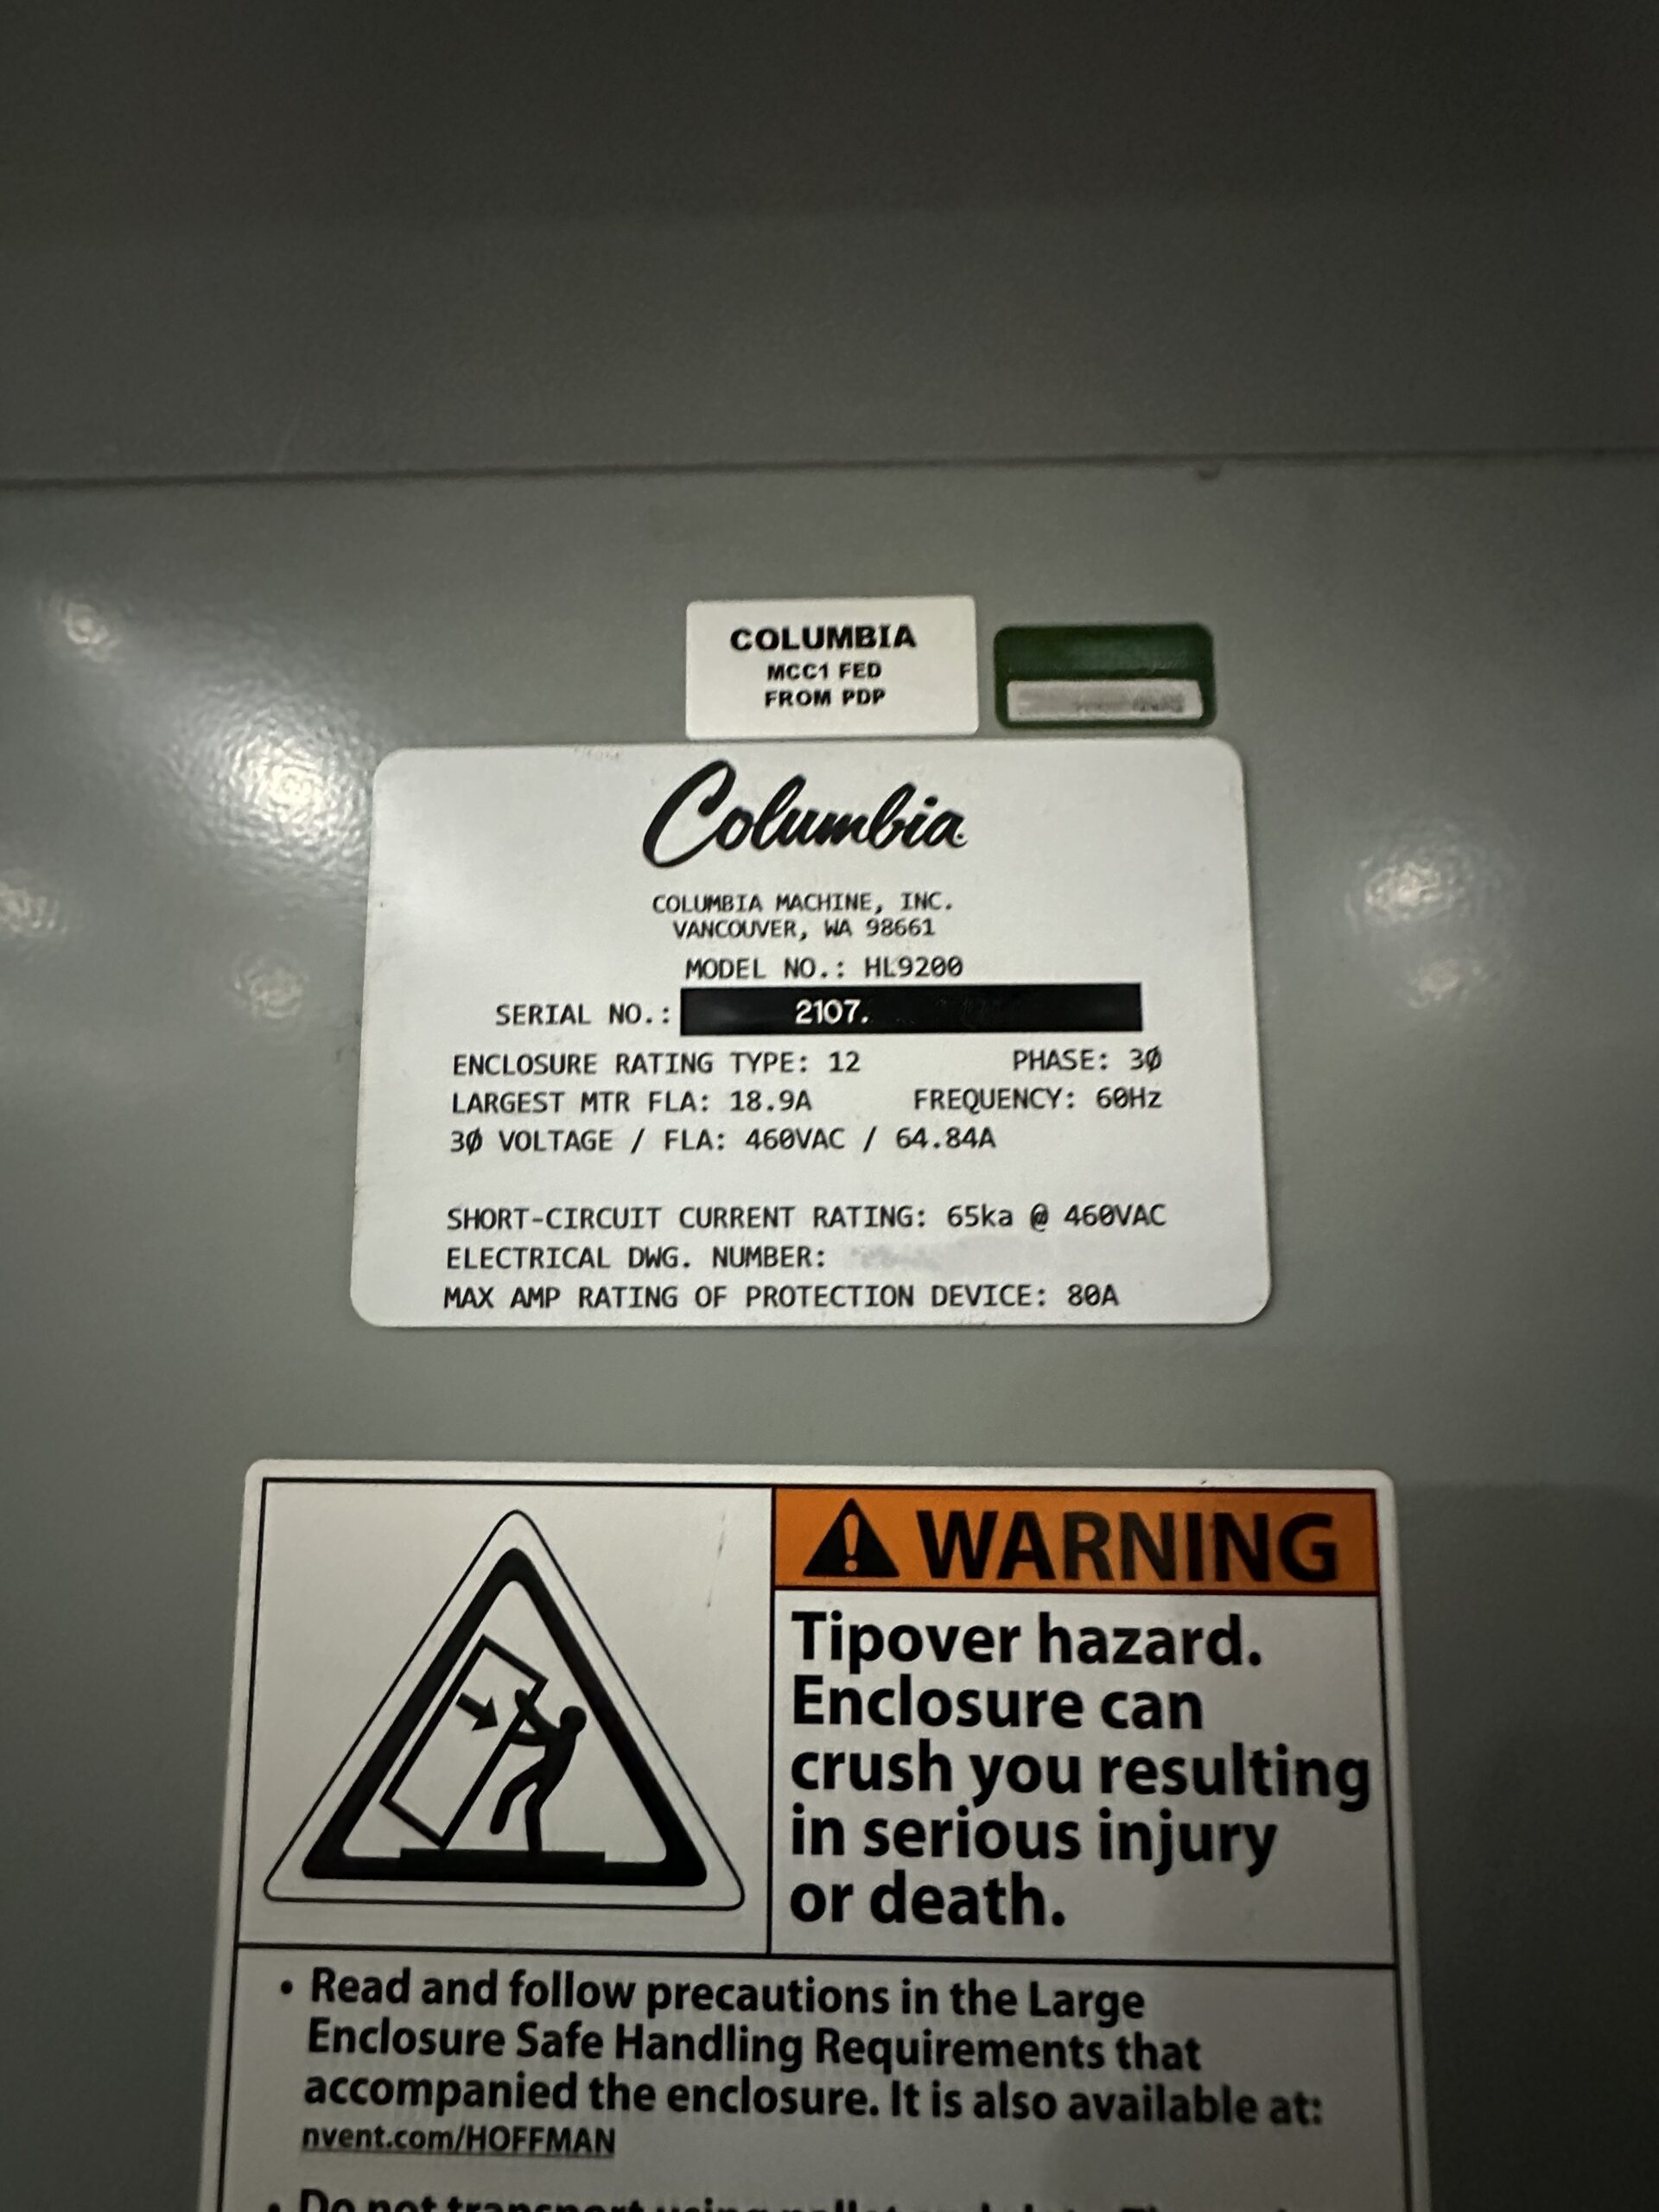 COLUMBIA
MCC1 FED
FROM PDP
Columbia
COLUMBIA MACHINE, INC.
VANCOUVER, WA 98661
MODEL NO.: HL9200
SERIAL NO.: 2107.
ENCLOSURE RATING TYPE: 12 PHASE: 3Ø
LARGEST MTR FLA: 18.9A FREQUENCY: 60Hz
3Ø VOLTAGE / FLA: 460VAC / 64.84A
SHORT-CIRCUIT CURRENT RATING: 65ka @ 460VAC
ELECTRICAL DWG. NUMBER:
MAX AMP RATING OF PROTECTION DEVICE: 80A
WARNING
Tipover hazard.
Enclosure can
crush you resulting
in serious injury
or death.
• Read and follow precautions in the Large
Enclosure Safe Handling Requirements that
accompanied the enclosure. It is also available at:
nvent.com/HOFFMAN
• Do not transport using